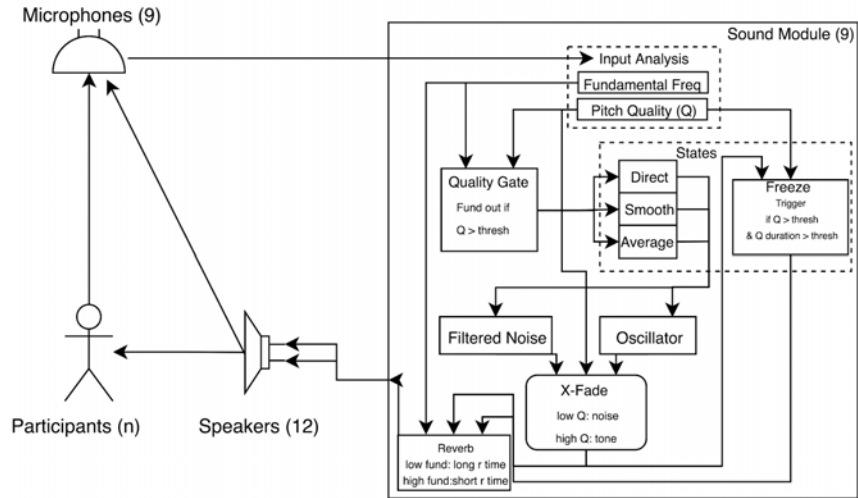 Microphones (9)
Sound Module (9)
Input Analysis
Fundamental Freq
Pitch Quality (Q)
States
Quality Gate
Fund out if
Q > thresh
Direct
Smooth
Average
Freeze
Trigger
if Q > thresh
& Q duration > thresh
Filtered Noise
Oscillator
X-Fade
low Q: noise
high Q: tone
Participants (n)
Speakers (12)
Reverb
low fund: long r time
high fund:short r time